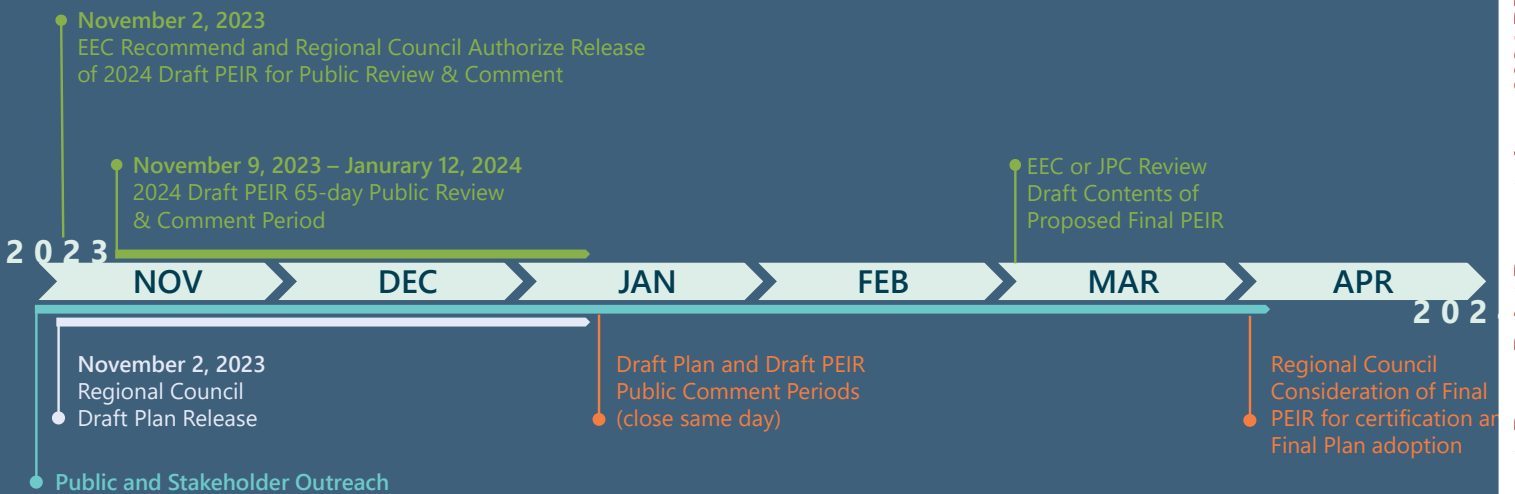 November 2, 2023
EEC Recommend and Regional Council Authorize Release
of 2024 Draft PEIR for Public Review & Comment
November 9, 2023 – Janurary 12, 2024
2024 Draft PEIR 65-day Public Review
& Comment Period
EEC or JPC Review
Draft Contents of
Proposed Final PEIR
2023
NOV DEC JAN FEB MAR APR
November 2, 2023
Regional Council
Draft Plan Release
Draft Plan and Draft PEIR
Public Comment Periods
(close same day)
Regional Council
Consideration of Final
PEIR for certification
Final Plan adoption
Public and Stakeholder Outreach